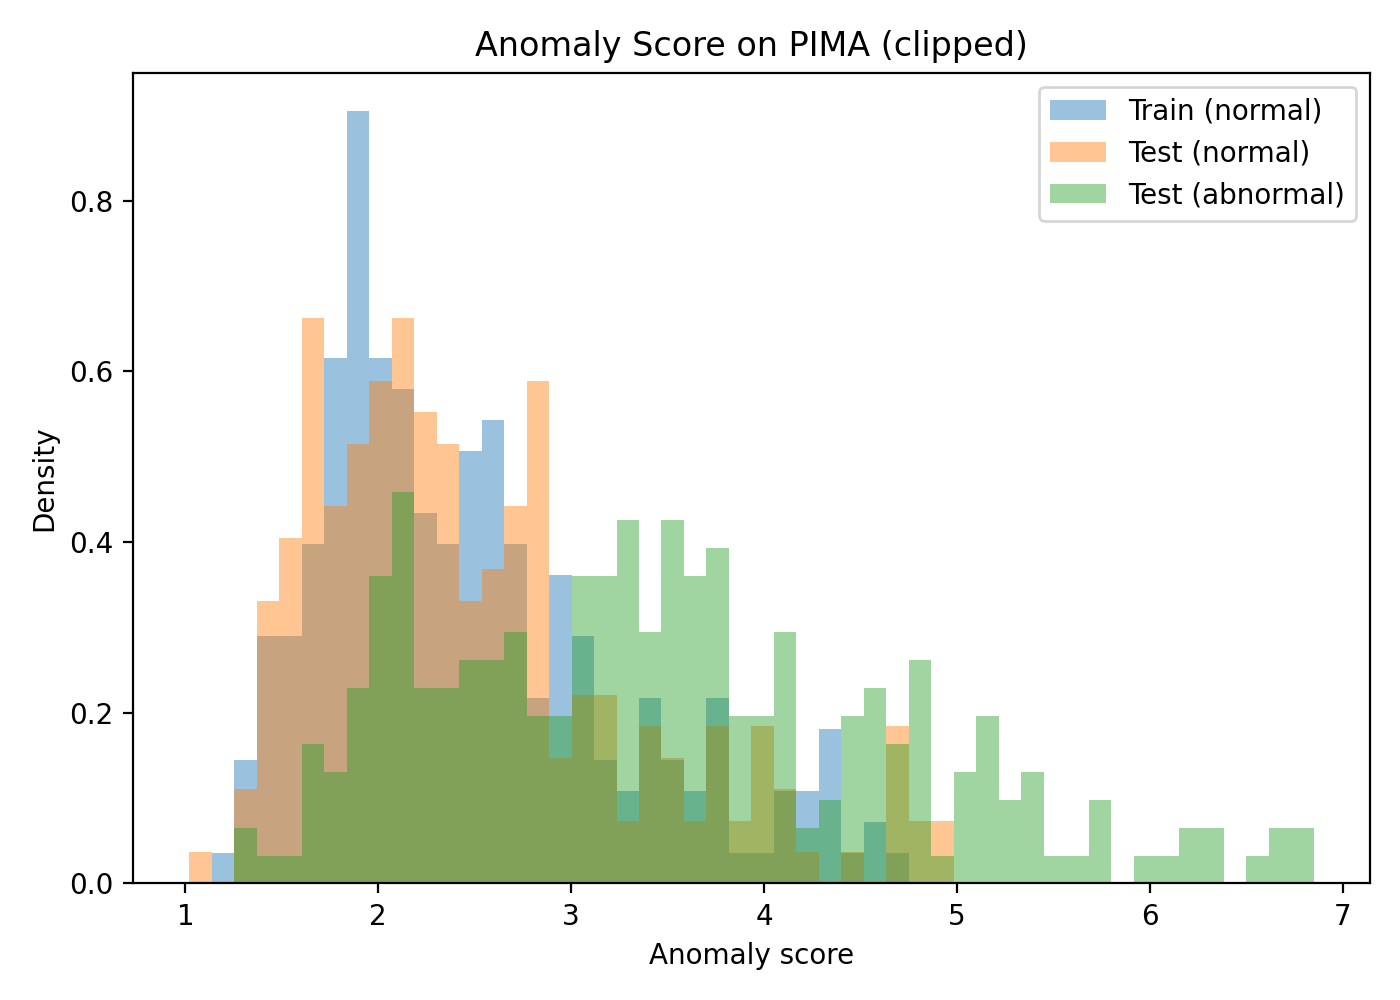 Anomaly Score on PIMA (clipped)
Train (normal)
Test (normal)
Test (abnormal)
Density
0.8
0.6
0.4
0.2
0.0
1 2 3 4 5 6 7
Anomaly score